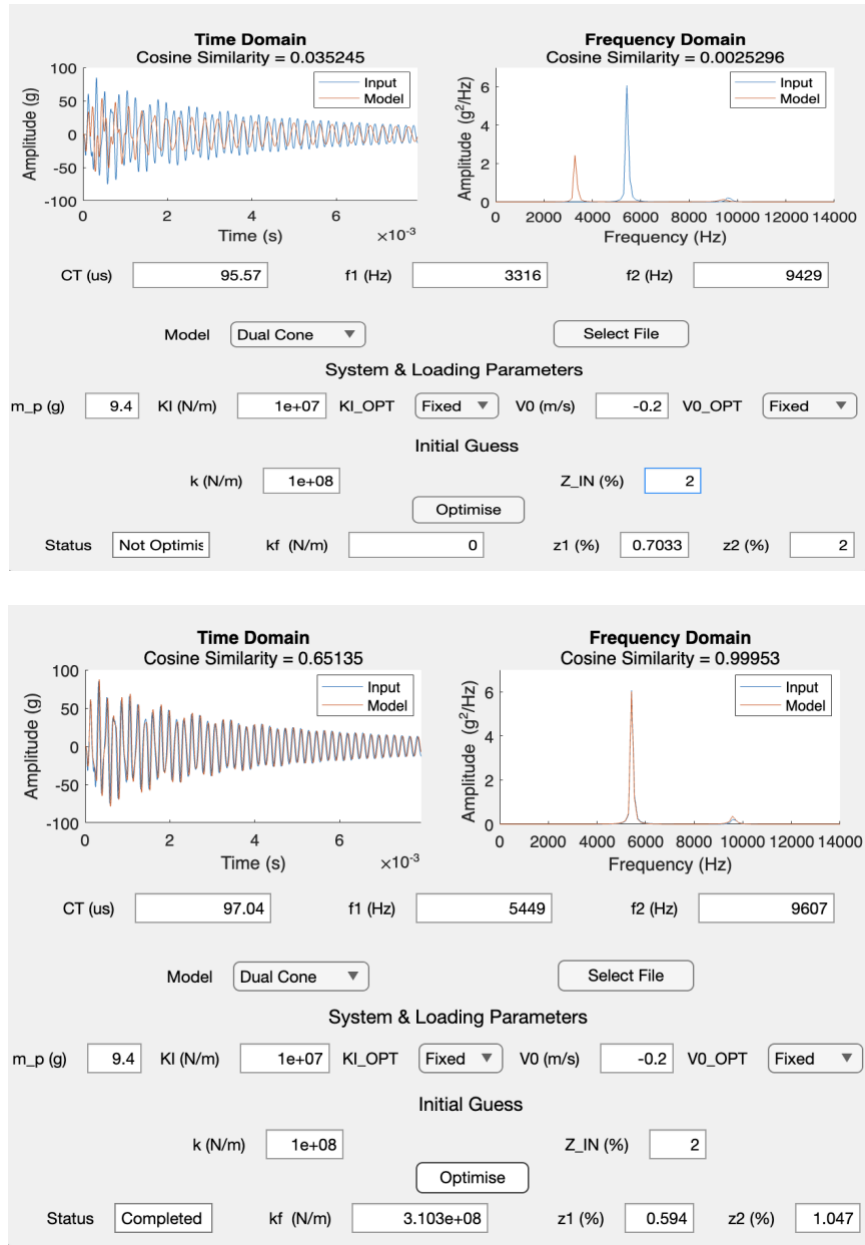 Time Domain
Cosine Similarity = 0.035245
Amplitude (g)
100
50
0
-50
-100
0
2
4
6
×10-3
Time (s)
Input
Model
Frequency Domain
Cosine Similarity = 0.0025296
Amplitude (g²/Hz)
6
4
2
0
0 2000 4000 6000 8000 10000 12000 14000
Frequency (Hz)
Input
Model
CT (us) 95.57 f1 (Hz) 3316 f2 (Hz) 9429
Model Dual Cone Select File
System & Loading Parameters
m_p (g) 9.4 KI (N/m) 1e+07 KI_OPT Fixed V0 (m/s) -0.2 V0_OPT Fixed
Initial Guess
k (N/m) 1e+08 Z_IN (%) 2
Optimise
Status Not Optimis kf (N/m) 0 z1 (%) 0.7033 z2 (%) 2
Time Domain
Cosine Similarity = 0.65135
Amplitude (g)
100
50
0
-50
-100
0
2
4
6
×10-3
Time (s)
Input
Model
Frequency Domain
Cosine Similarity = 0.99953
Amplitude (g²/Hz)
6
4
2
0
0 2000 4000 6000 8000 10000 12000 14000
Frequency (Hz)
Input
Model
CT (us) 97.04 f1 (Hz) 5449 f2 (Hz) 9607
Model Dual Cone Select File
System & Loading Parameters
m_p (g) 9.4 KI (N/m) 1e+07 KI_OPT Fixed V0 (m/s) -0.2 V0_OPT Fixed
Initial Guess
k (N/m) 1e+08 Z_IN (%) 2
Optimise
Status Completed kf (N/m) 3.103e+08 z1 (%) 0.594 z2 (%) 1.047